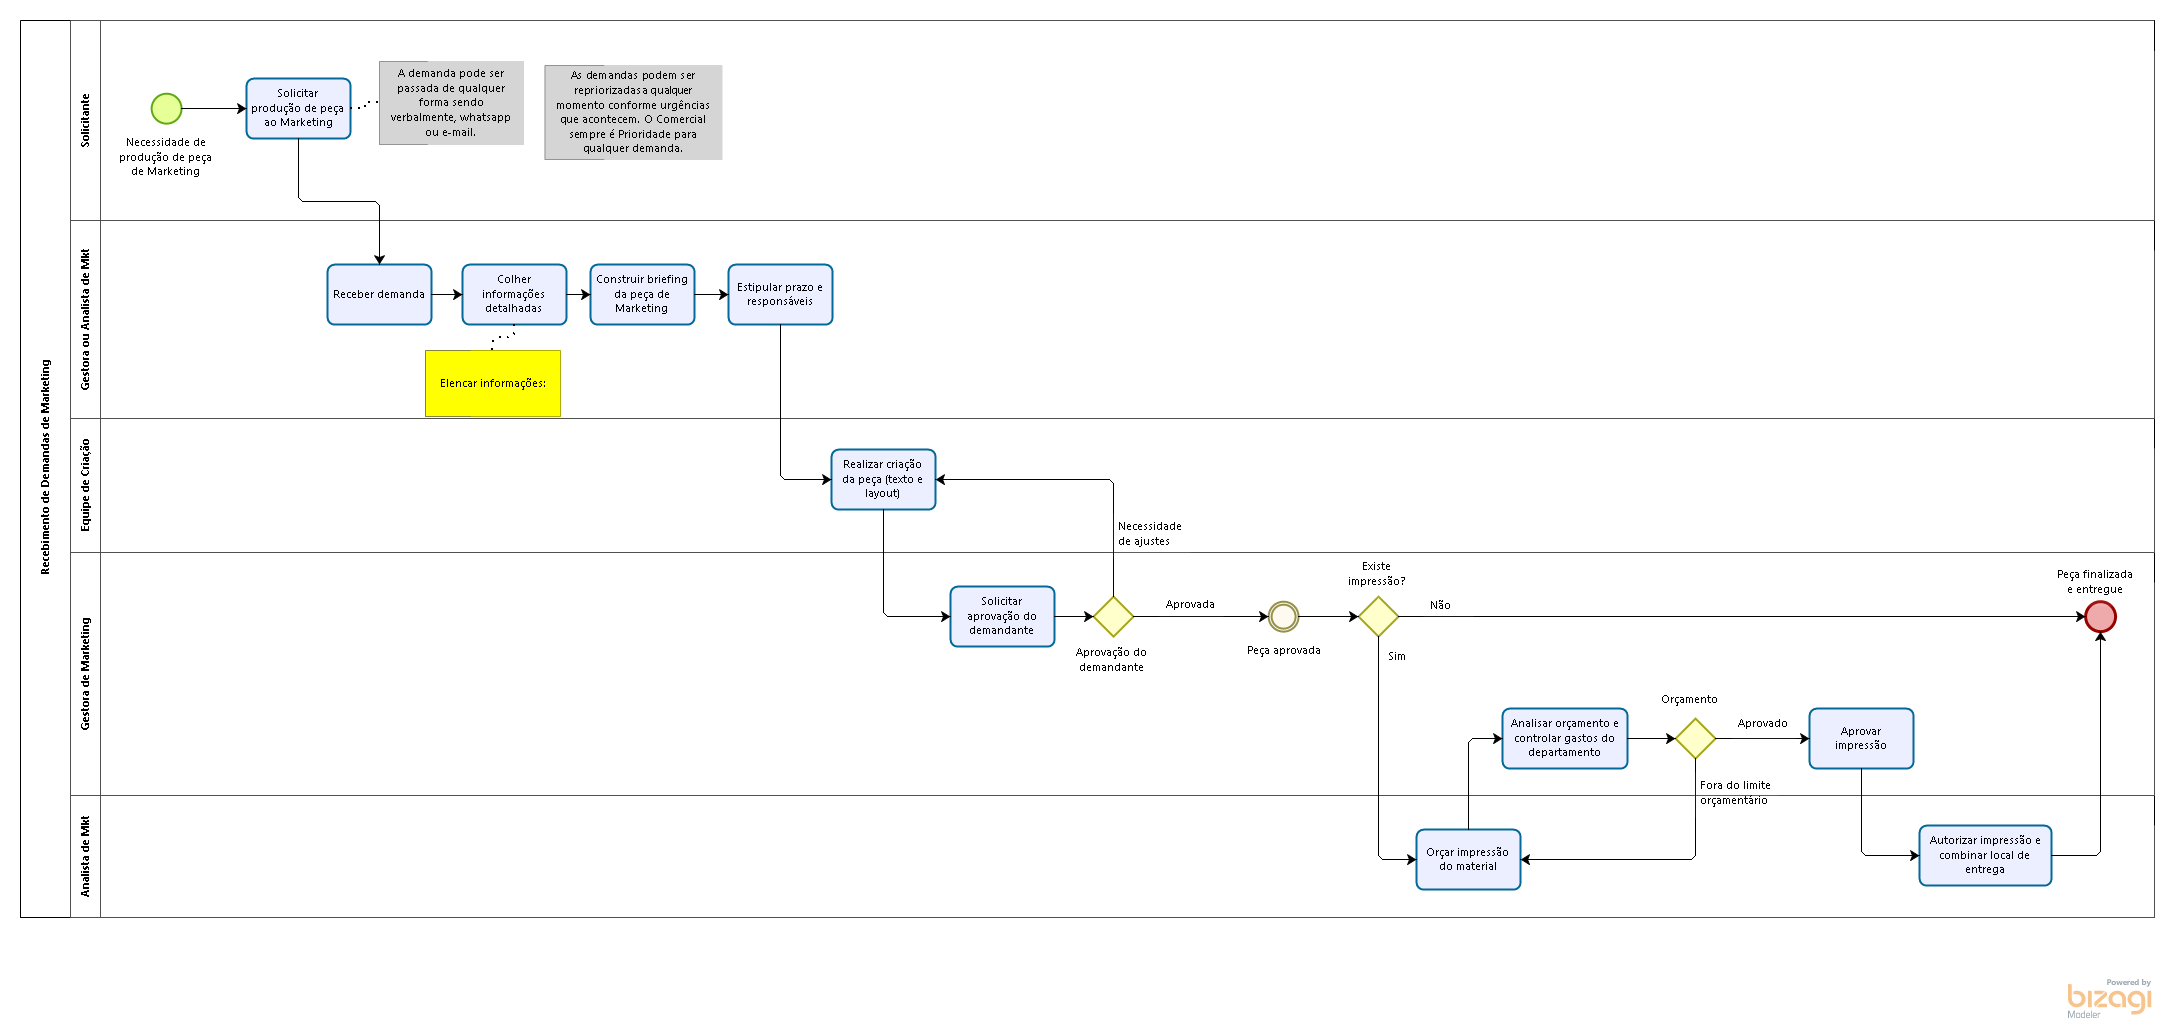 Recebimento de Demandas de Marketing
Solicitante
Necessidade de
produção de peça
de Marketing
Solicitar
produção de peça
ao Marketing
A demanda pode ser
passada de qualquer
forma sendo
verbalmente, whatsapp
ou e-mail.
As demandas podem ser
repriorizadas a qualquer
momento conforme urgências
que acontecem. O Comercial
sempre é Prioridade para
qualquer demanda.
Gestora ou Analista de Mkt
Receber demanda
Colher
informações
detalhadas
Construir briefing
da peça de
Marketing
Estipular prazo e
responsáveis
Elencar informações:
Equipe de Criação
Realizar criação
da peça (texto e
layout)
Necessidade
de ajustes
Gestora de Marketing
Solicitar
aprovação do
demandante
Aprovação do
demandante
Aprovada
Peça aprovada
Existe
impressão?
Não
Sim
Peça finalizada
e entregue
Analisar orçamento e
controlar gastos do
departamento
Orçamento
Aprovado
Aprovar
impressão
Fora do limite
orçamentário
Analista de Mkt
Orçar impressão
do material
Autorizar impressão e
combinar local de
entrega
Powered by
bizagi
Modeler